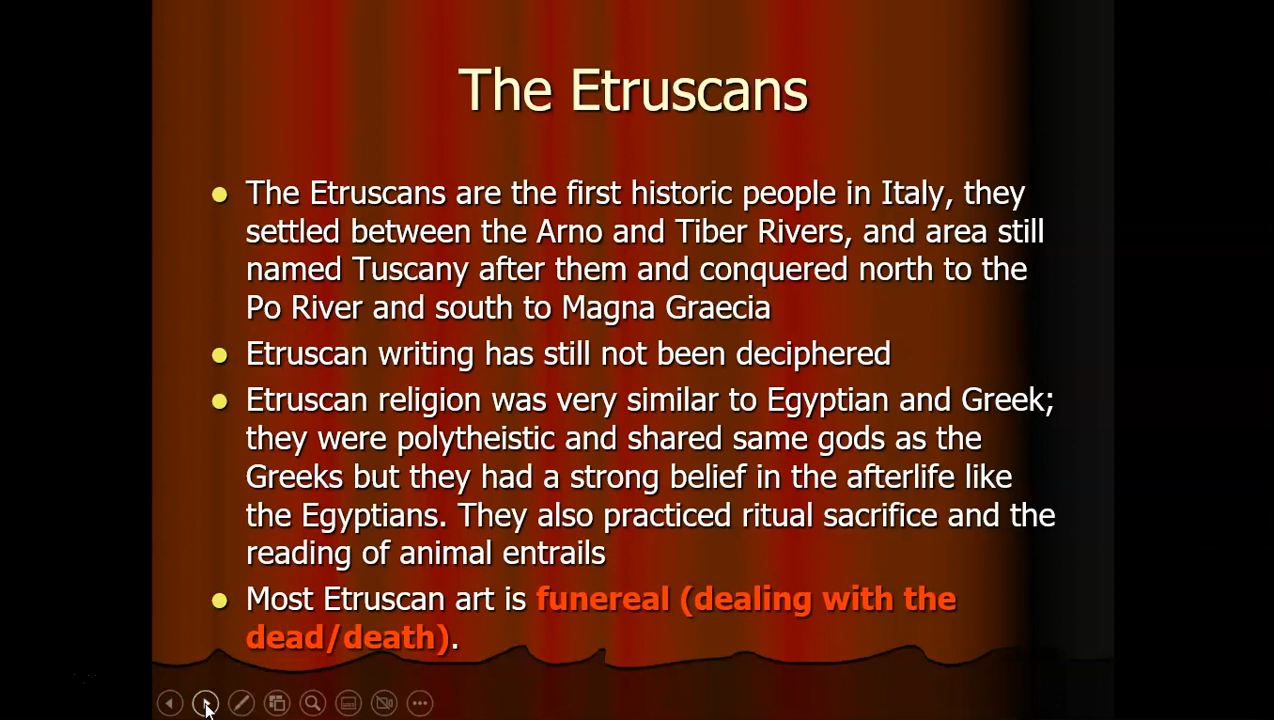 The Etruscans
The Etruscans are the first historic people in Italy, they
settled between the Arno and Tiber Rivers, and area still
named Tuscany after them and conquered north to the
Po River and south to Magna Graecia
Etruscan writing has still not been deciphered
Etruscan religion was very similar to Egyptian and Greek;
they were polytheistic and shared same gods as the
Greeks but they had a strong belief in the afterlife like
the Egyptians. They also practiced ritual sacrifice and the
reading of animal entrails
Most Etruscan art is funereal (dealing with the
dead/death).